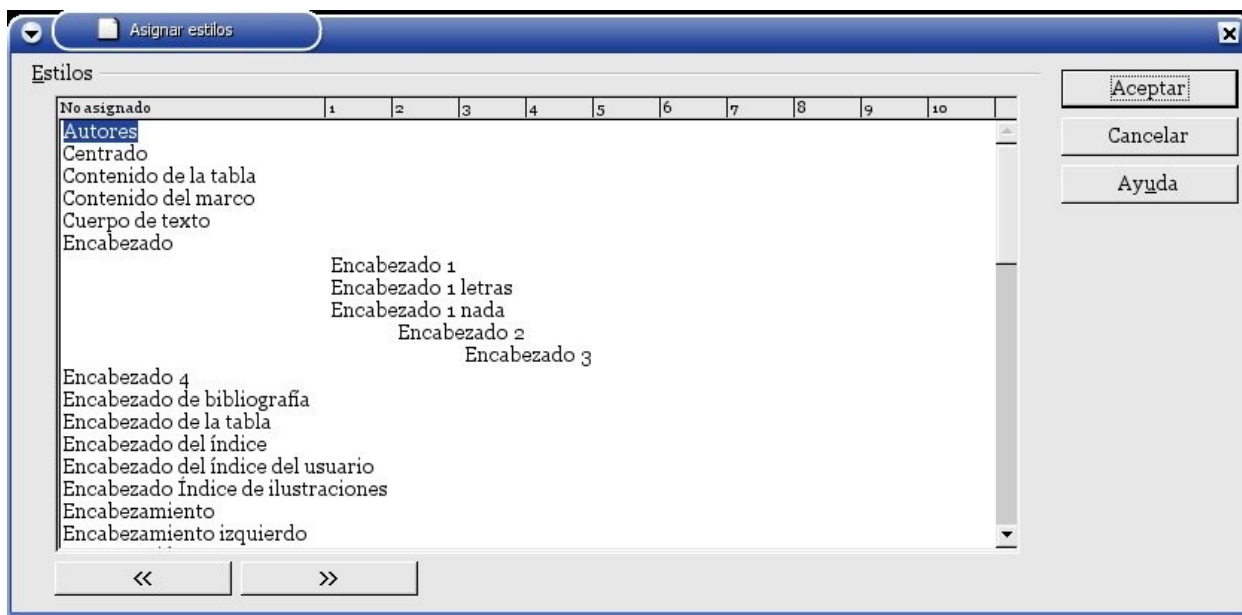 Asignar estilos
Estilos
No asignado 1 2 3 4 5 6 7 8 9 10
Autores
Centrado
Contenido de la tabla
Contenido del marco
Cuerpo de texto
Encabezado
Encabezado 1
Encabezado 1 letras
Encabezado 1 nada
Encabezado 2
Encabezado 3
Encabezado 4
Encabezado de bibliografía
Encabezado de la tabla
Encabezado del índice
Encabezado del índice del usuario
Encabezado Índice de ilustraciones
Encabezamiento
Encabezamiento izquierdo
<< >>
Aceptar
Cancelar
Ayuda